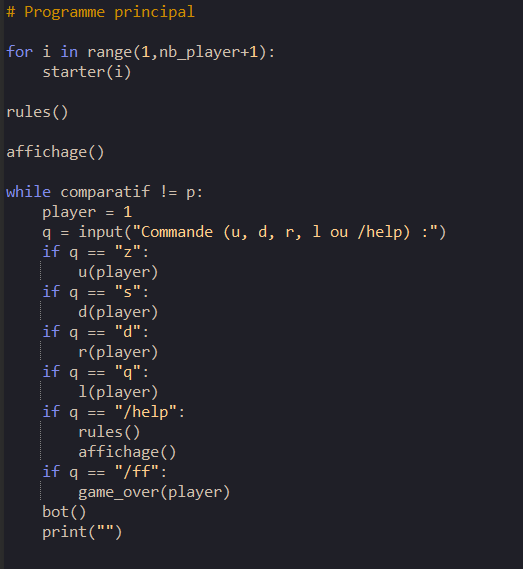 # Programme principal
for i in range(1,nb_player+1):
    starter(i)
rules()
affichage()
while comparatif != p:
    player = 1
    q = input("Commande (u, d, r, l ou /help) :")
    if q == "z":
        u(player)
    if q == "s":
        d(player)
    if q == "d":
        r(player)
    if q == "q":
        l(player)
    if q == "/help":
        rules()
        affichage()
    if q == "/ff":
        game_over(player)
    bot()
    print("")